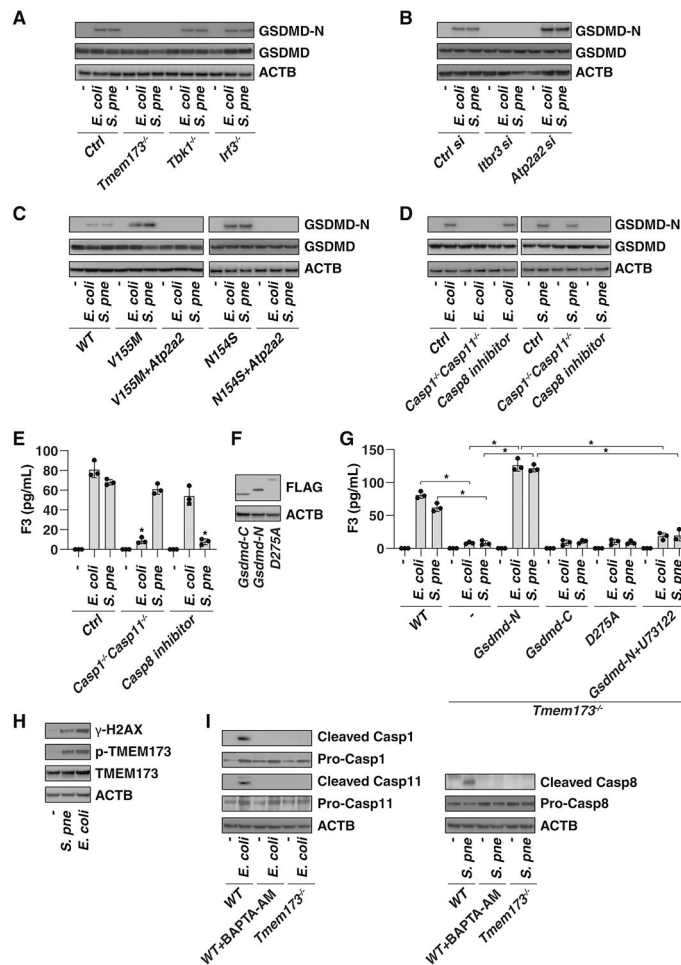 A
GSDMD-N
GSDMD
ACTB
-
E. coli
S. pne
-
E. coli
S. pne
-
E. coli
S. pne
-
E. coli
S. pne
Ctrl
Tmem173-/-
Tbk1-/-
Irf3-/-
B
GSDMD-N
GSDMD
ACTB
-
E. coli
S. pne
-
E. coli
S. pne
-
E. coli
S. pne
Ctrl si
Itbr3 si
Atp2a2 si
C
GSDMD-N
GSDMD
ACTB
-
E. coli
S. pne
-
E. coli
S. pne
-
E. coli
S. pne
-
E. coli
S. pne
-
E. coli
S. pne
WT
V155M
V155M+Atp2a2
N154S
N154S+Atp2a2
D
GSDMD-N
GSDMD
ACTB
-
E. coli
-
E. coli
-
E. coli
-
S. pne
-
S. pne
-
S. pne
Ctrl
Casp1-/-Casp11-/-
Casp8 inhibitor
Ctrl
Casp1-/-Casp11-/-
Casp8 inhibitor
E
F3 (pg/mL)
100
80
60
40
20
0
*
*
-
E. coli
S. pne
-
E. coli
S. pne
-
E. coli
S. pne
Ctrl
Casp1-/-Casp11-/-
Casp8 inhibitor
F
FLAG
ACTB
Gsdmd-C
Gsdmd-N
D275A
G
F3 (pg/mL)
150
100
50
0
*
*
*
*
*
*
-
E. coli
S. pne
-
E. coli
S. pne
-
E. coli
S. pne
-
E. coli
S. pne
-
E. coli
S. pne
-
E. coli
S. pne
WT
-
Gsdmd-N
Gsdmd-C
D275A
Gsdmd-N+U73122
Tmem173-/-
H
γ-H2AX
p-TMEM173
TMEM173
ACTB
-
S. pne
E. coli
I
Cleaved Casp1
Pro-Casp1
Cleaved Casp11
Pro-Casp11
ACTB
-
E. coli
-
E. coli
-
E. coli
WT
WT+BAPTA-AM
Tmem173-/-
Cleaved Casp8
Pro-Casp8
ACTB
-
S. pne
-
S. pne
-
S. pne
WT
WT+BAPTA-AM
Tmem173-/-